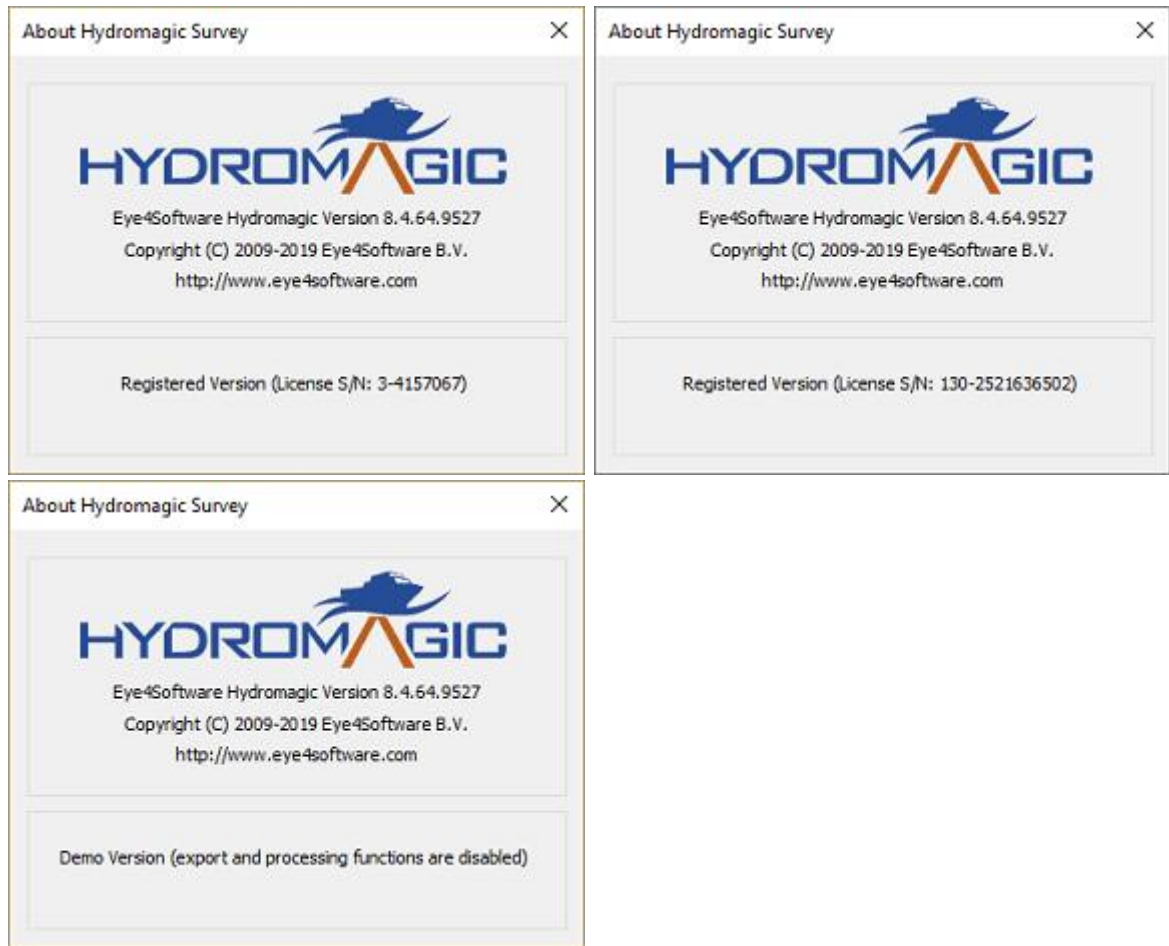 About Hydromagic Survey
HYDROMAGIC
Eye4Software Hydromagic Version 8.4.64.9527
Copyright (C) 2009-2019 Eye4Software B.V.
http://www.eye4software.com
Registered Version (License S/N: 3-4157067)
About Hydromagic Survey
HYDROMAGIC
Eye4Software Hydromagic Version 8.4.64.9527
Copyright (C) 2009-2019 Eye4Software B.V.
http://www.eye4software.com
Registered Version (License S/N: 130-2521636502)
About Hydromagic Survey
HYDROMAGIC
Eye4Software Hydromagic Version 8.4.64.9527
Copyright (C) 2009-2019 Eye4Software B.V.
http://www.eye4software.com
Demo Version (export and processing functions are disabled)